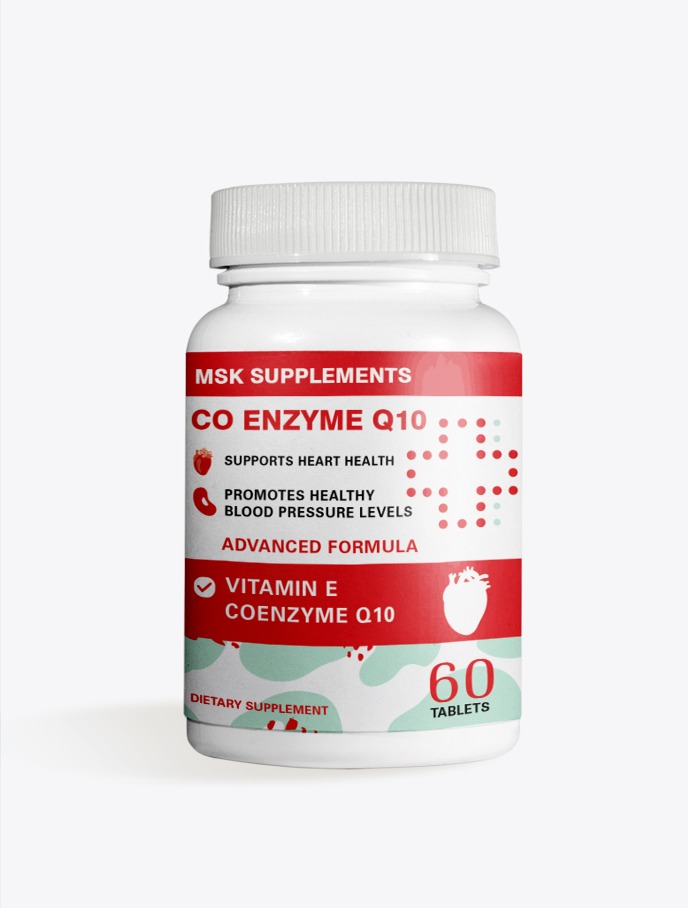 MSK SUPPLEMENTS
CO ENZYME Q10
SUPPORTS HEART HEALTH
PROMOTES HEALTHY
BLOOD PRESSURE LEVELS
ADVANCED FORMULA
VITAMIN E
COENZYME Q10
60
TABLETS
DIETARY SUPPLEMENT